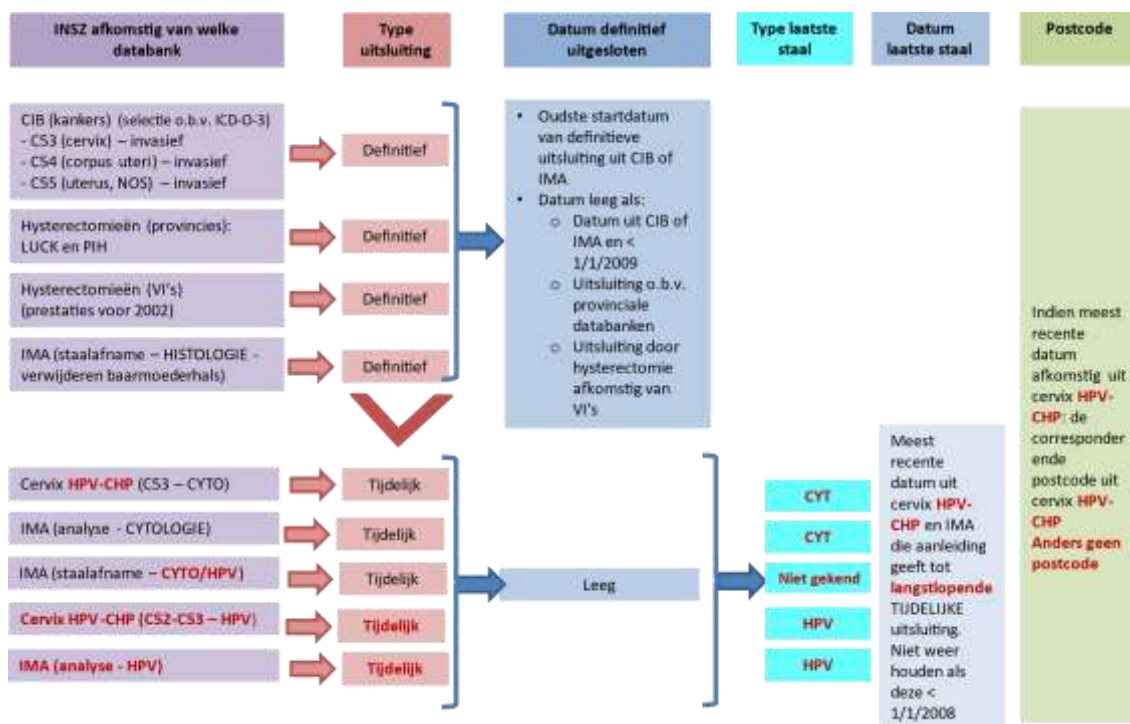 INSZ afkomstig van welke
databank
Type
uitsluiting
Datum definitief
uitgesloten
Type laatste
staal
Datum
laatste staal
Postcode
CIB (kankers) (selectie o.b.v. ICD-O-3)
- C53 (cervix) – invasief
- C54 (corpus uteri) – invasief
- C55 (uterus, NOS) – invasief
Definitief
Hysterectomieën (provincies):
LUCK en PIH
Definitief
Hysterectomieën (VI's)
(prestaties voor 2002)
Definitief
IMA (staalafname – HISTOLOGIE -
verwijderen baarmoederhals)
Definitief
• Oudste startdatum
van definitieve
uitsluiting uit CIB of
IMA
• Datum leeg als:
o Datum uit CIB of
IMA en <
1/1/2009
o Uitsluiting o.b.v.
provinciale
databanken
o Uitsluiting door
hysterectomie
afkomstig van
VI's
Cervix HPV-CHP (CS3 – CYTO)
Tijdelijk
IMA (analyse - CYTOLOGIE)
Tijdelijk
IMA (staalafname – CYTO/HPV)
Tijdelijk
Cervix HPV-CHP (CS2-CS3 – HPV)
Tijdelijk
IMA (analyse - HPV)
Tijdelijk
Leeg
CYT
CYT
Niet gekend
HPV
HPV
Meest
recente
datum uit
cervix HPV-
CHP en IMA
die aanleiding
geeft tot
langstlopende
TIJDELIJKE
uitsluiting.
Niet weer
houden als
deze <
1/1/2008
Indien meest
recente
datum
afkomstig uit
cervix HPV-
CHP: de
corresponder
ende
postcode uit
cervix HPV-
CHP
Anders geen
postcode